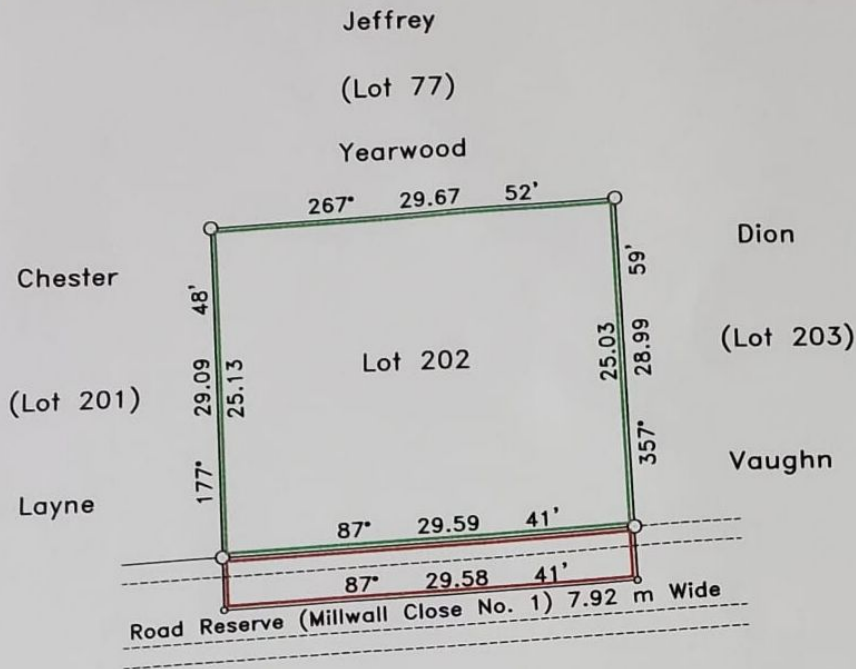 Jeffrey
(Lot 77)
Yearwood
267° 29.67 52'
Dion
Chester
59'
48'
(Lot 203)
Lot 202
25.03
28.99
29.09
25.13
(Lot 201)
357°
Vaughn
177°
Layne
87° 29.59 41'
87° 29.58 41'
Road Reserve (Millwall Close No. 1) 7.92 m Wide